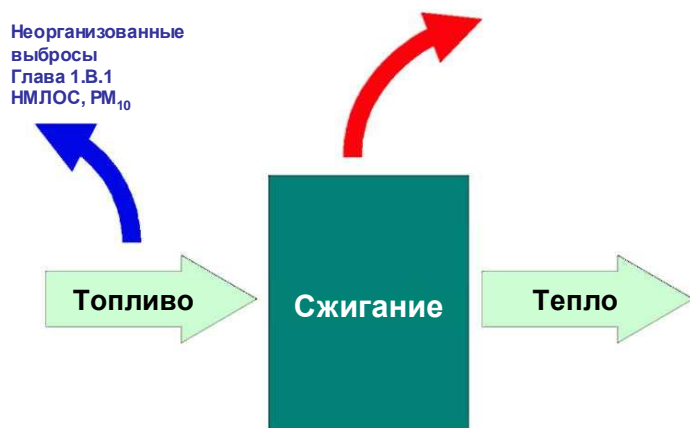 Неорганизованные
выбросы
Глава 1.B.1
НМЛОС, PM₁₀
Топливо
Сжигание
Тепло